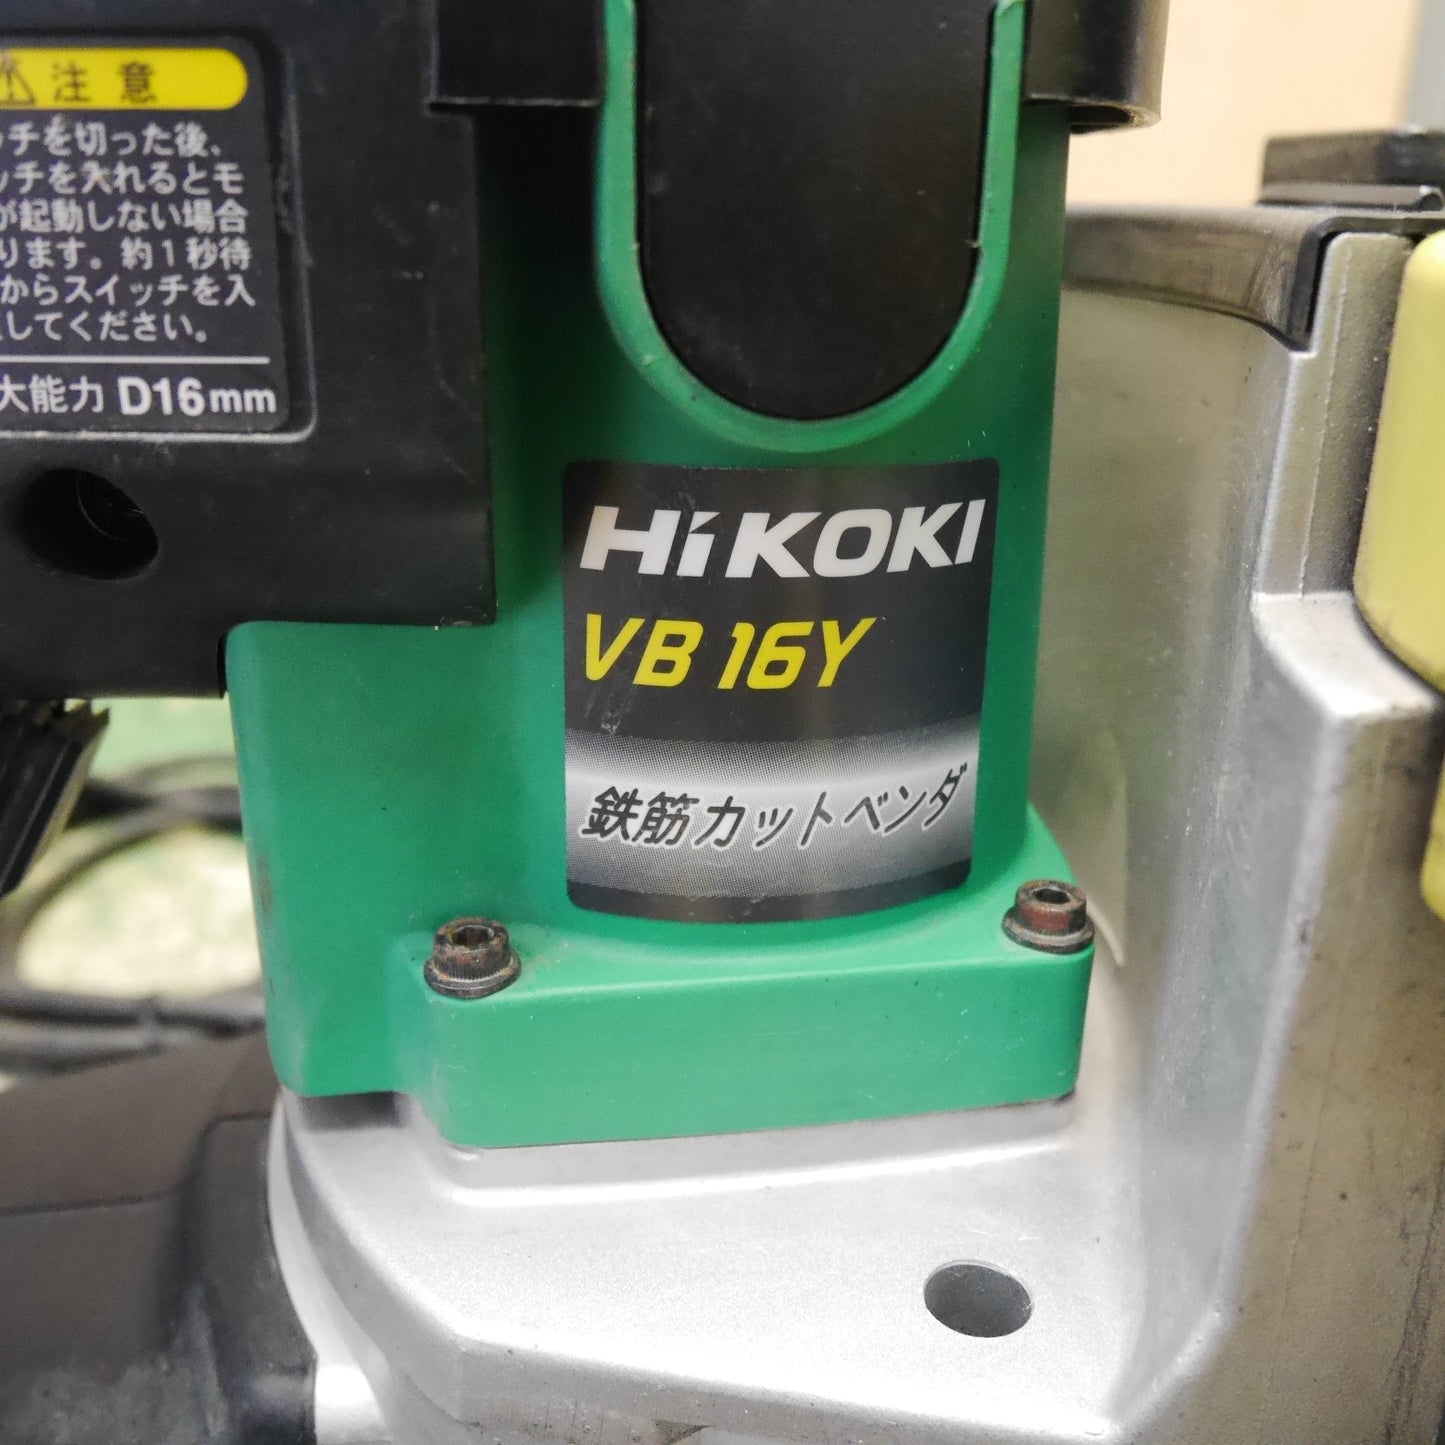 注意
ッチを切った後、
ッチを入れるとモ
が起動しない場合
ります。約1秒待
からスイッチを入
してください。
大能力 D16mm
HiKOKI
VB 16Y
鉄筋カットベンダ